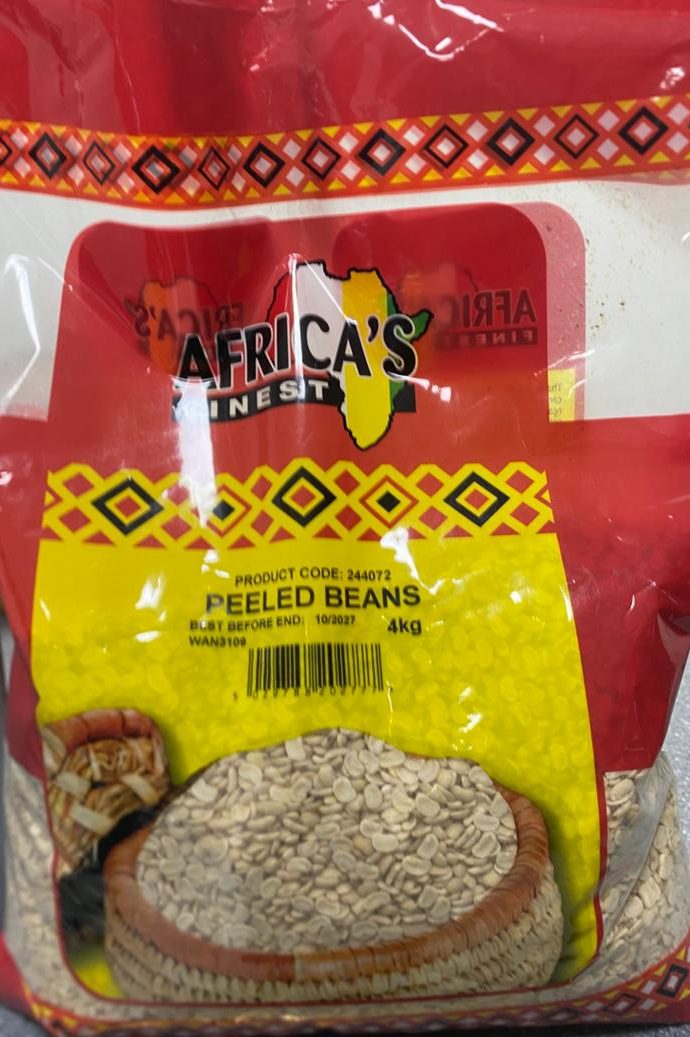 AFRICA'S
FINEST
PRODUCT CODE: 244072
PEELED BEANS
BEST BEFORE END: 10/2027 4kg
WAN3109